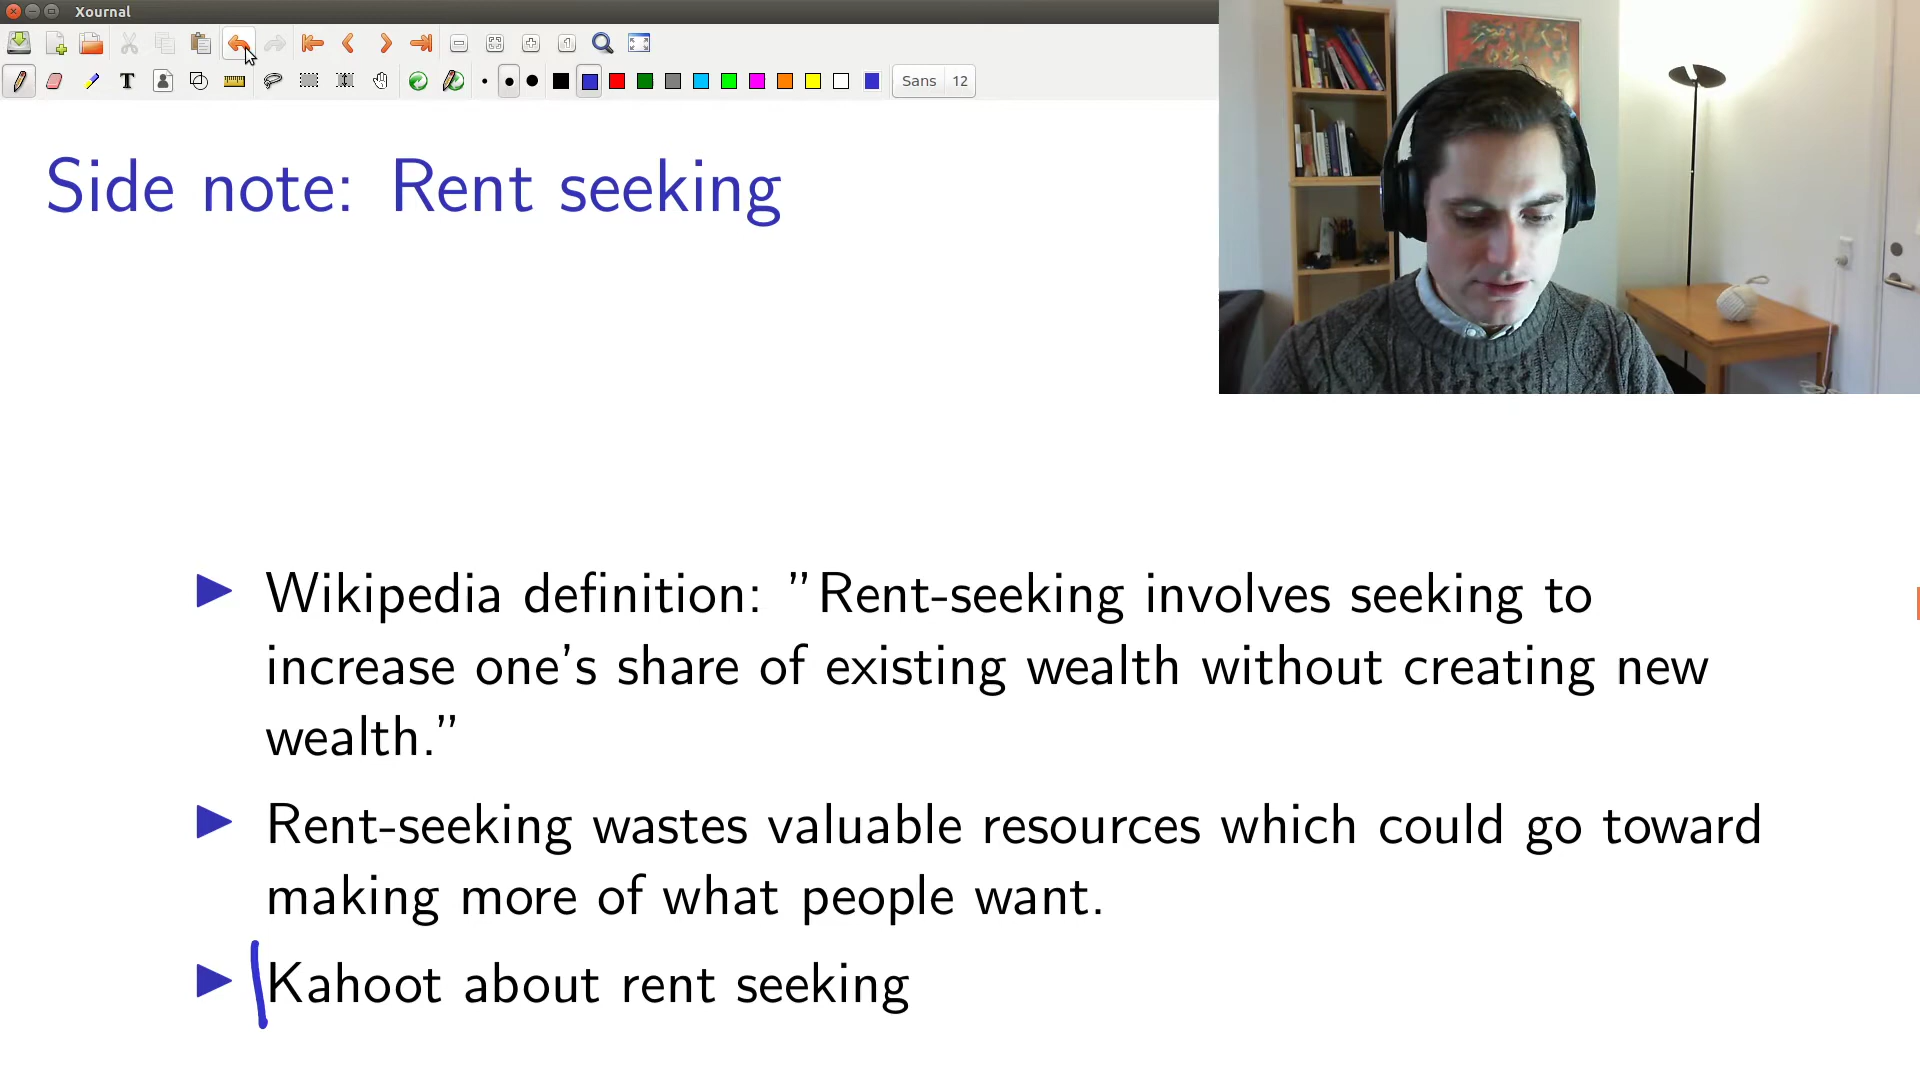 Xournal
Sans 12
Side note: Rent seeking
Wikipedia definition: ”Rent-seeking involves seeking to
increase one’s share of existing wealth without creating new
wealth.”
Rent-seeking wastes valuable resources which could go toward
making more of what people want.
Kahoot about rent seeking